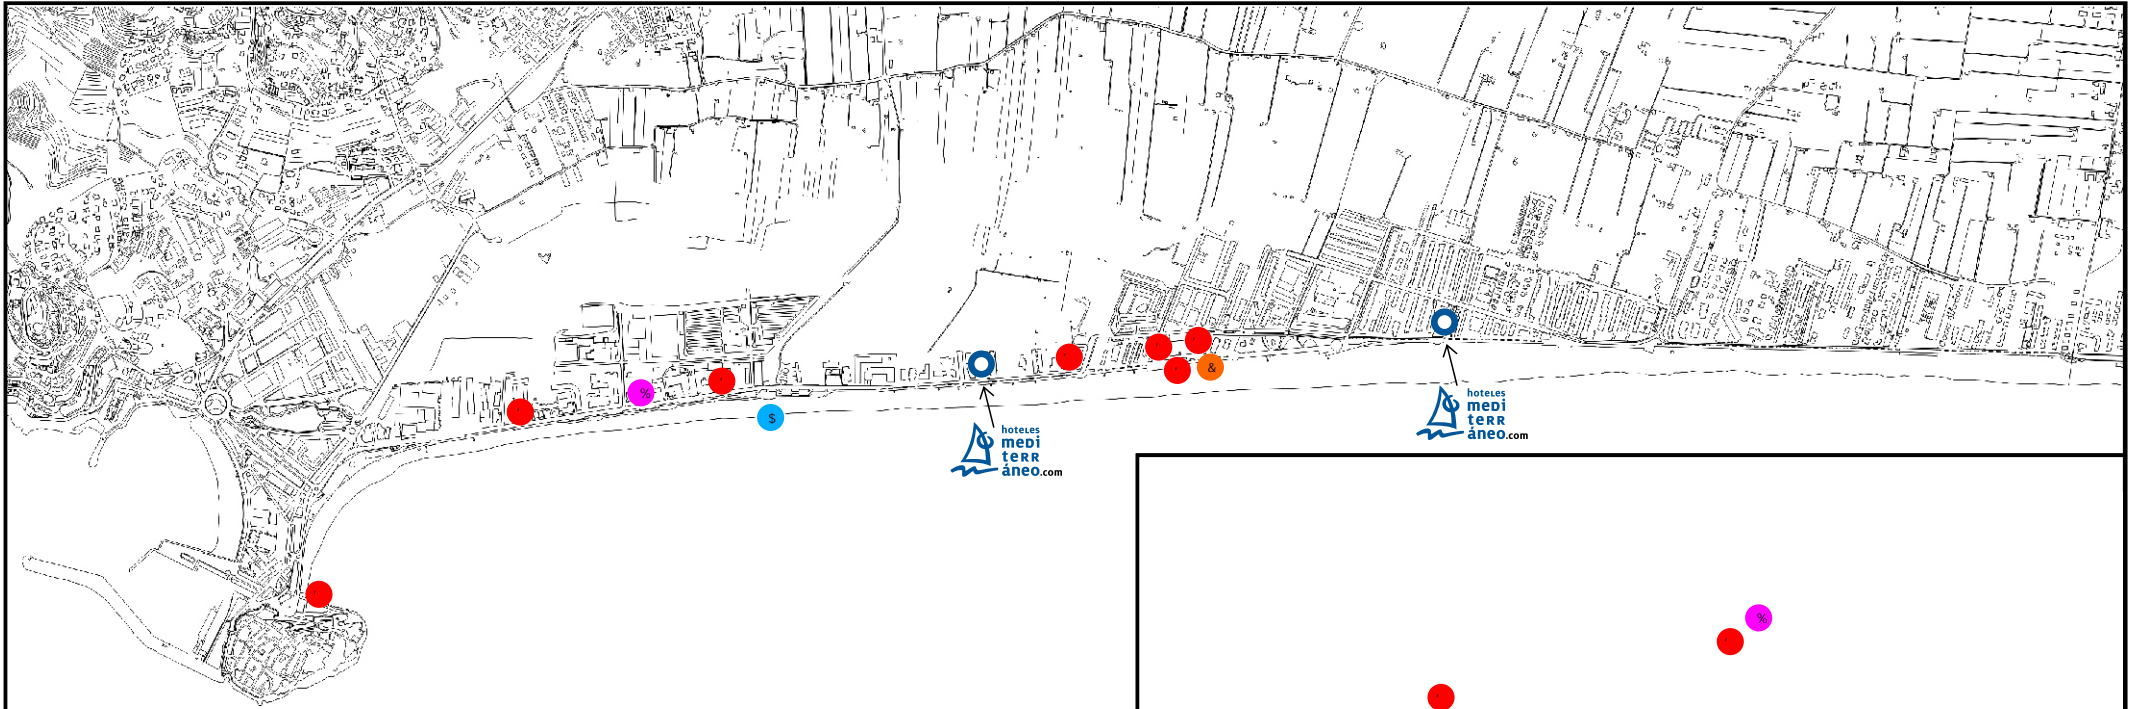 %
$
&
hoteles
medi
terr
áneo.com
hoteles
medi
terr
áneo.com
%